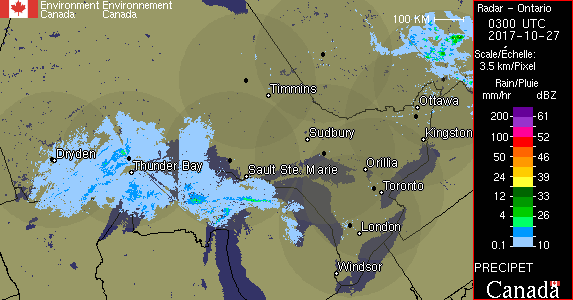 Environment Environnement
Canada Canada
100 KM
Timmins
Ottawa
Sudbury
Kingston
Dryden
Thunder Bay
Sault Ste. Marie
Orillia
Toronto
London
Windsor
Radar - Ontario
0300 UTC
2017-10-27
Scale/Échelle:
3.5 km/Pixel
Rain/Pluie
mm/hr dBZ
200 61
100 52
50 46
24 39
12 33
4 26
0.1 10
PRECIPET
Canada